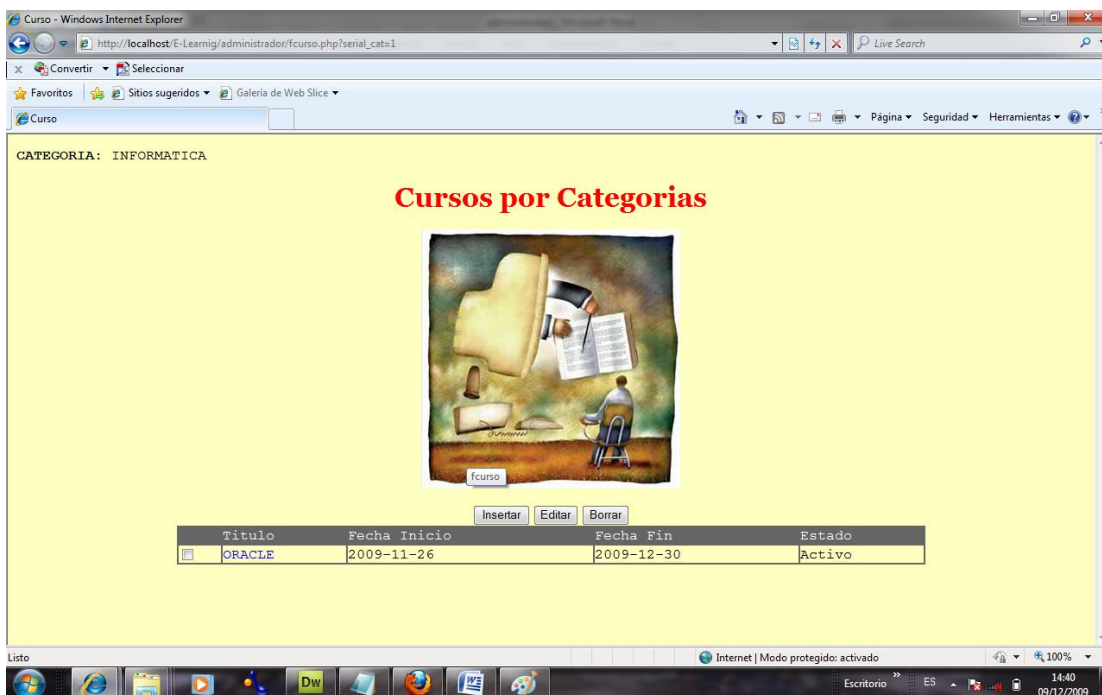 Curso - Windows Internet Explorer
http://localhost/E-Learnig/administrador/fcurso.php?serial_cat=1
Live Search
x Convertir Seleccionar
Favoritos Sitios sugeridos Galería de Web Slice
Curso
Página Seguridad Herramientas
CATEGORIA: INFORMATICA
Cursos por Categorias
fcurso
Insertar Editar Borrar
Titulo Fecha Inicio Fecha Fin Estado
ORACLE 2009-11-26 2009-12-30 Activo
Listo
Internet | Modo protegido: activado
100%
Dw
Escritorio » ES
14:40
09/12/2009